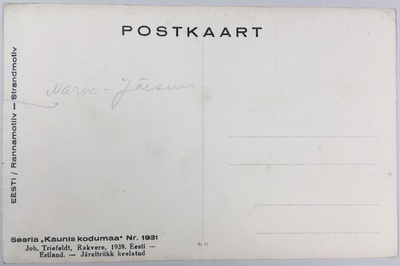 POSTKAART
Narva-Jõesuu
EESTI / Rannamotiiv — Strandmotiv
Seeria „Kaunis kodumaa" Nr. 1931
Joh. Triefeldt, Rakvere, 1939. Eesti —
Estland. — Järeltrükk keelatud